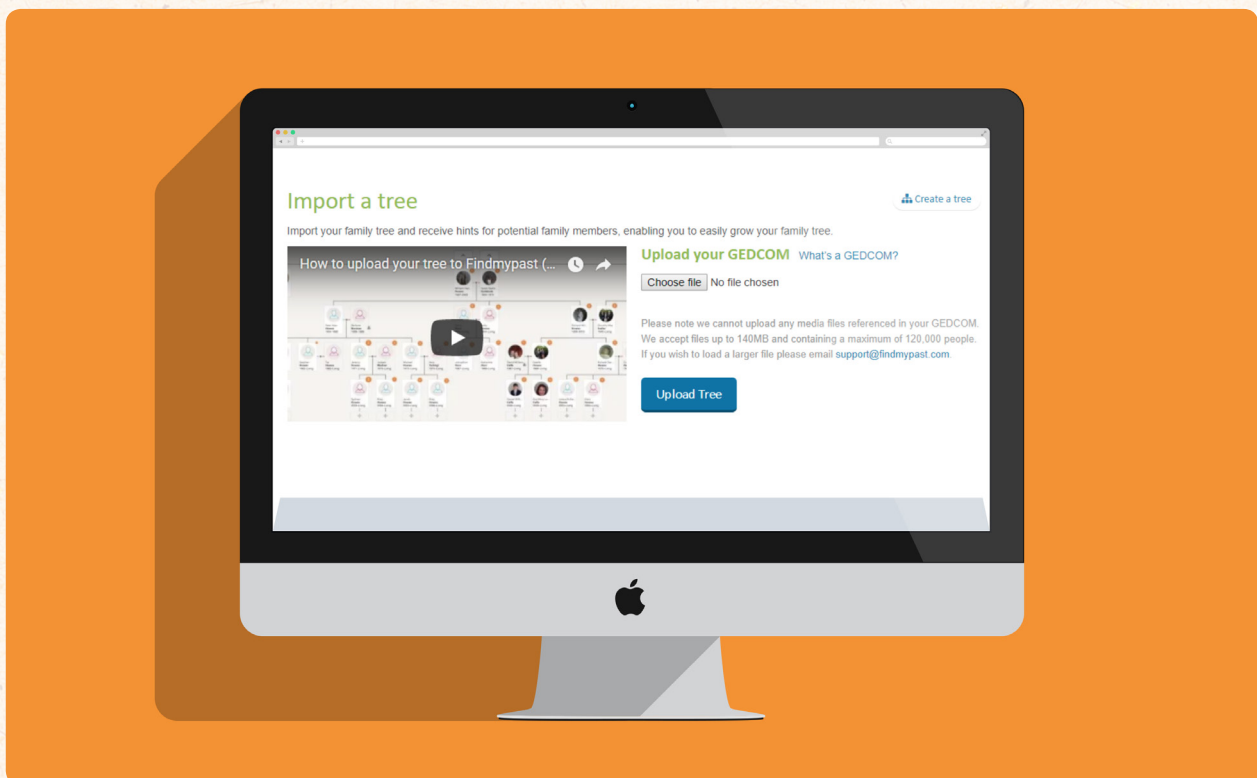 Import a tree
Create a tree
Import your family tree and receive hints for potential family members, enabling you to easily grow your family tree.
How to upload your tree to Findmypast (...
Upload your GEDCOM What's a GEDCOM?
Choose file No file chosen
Please note we cannot upload any media files referenced in your GEDCOM.
We accept files up to 140MB and containing a maximum of 120,000 people.
If you wish to load a larger file please email support@findmypast.com
Upload Tree